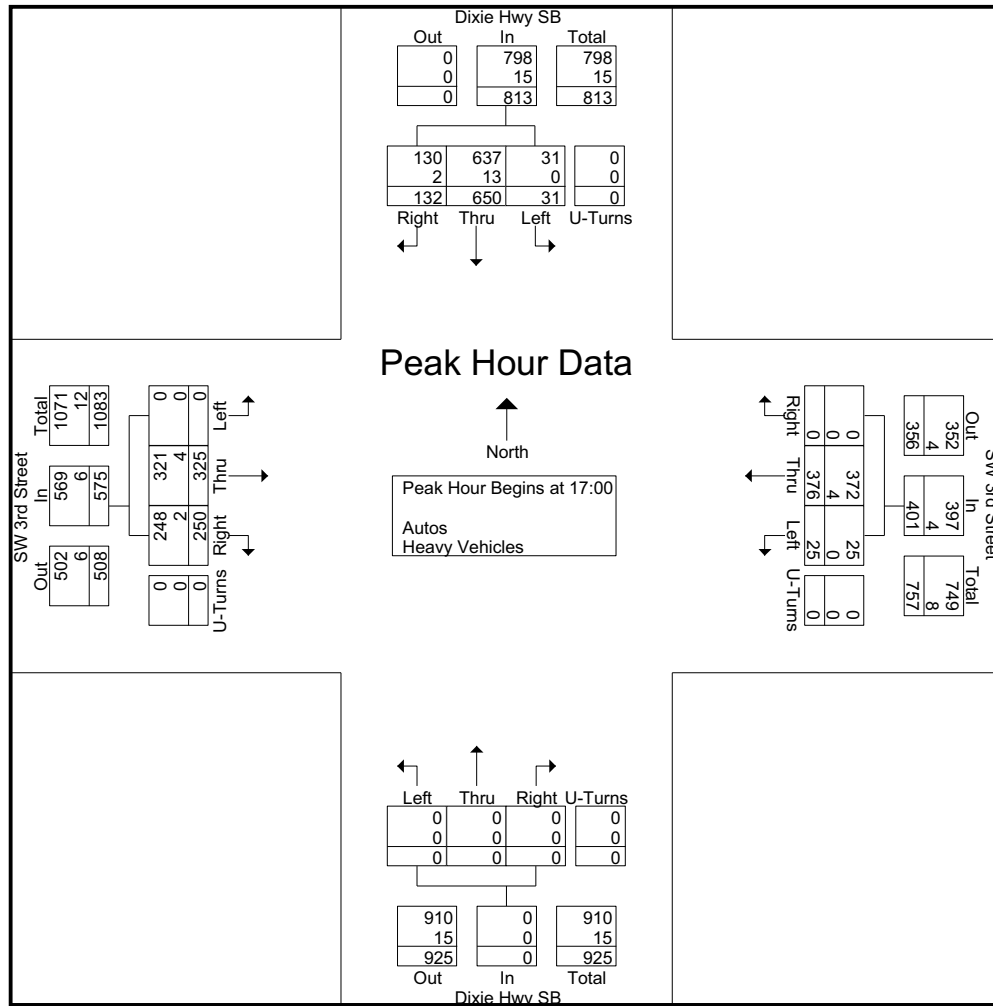 Dixie Hwy SB
Out In Total
0 798 798
0 15 15
0 813 813
130 637 31 0
2 13 0 0
132 650 31 0
Right Thru Left U-Turns
Peak Hour Data
North
Peak Hour Begins at 17:00
Autos
Heavy Vehicles
SW 3rd Street
Total In Out
1071 569 502
12 6 6
1083 575 508
0 321 248 0
0 4 2 0
0 325 250 0
Left Thru Right U-Turns
SW 3rd Street
Out In Total
352 397 749
4 4 8
356 401 757
0 372 25 0
0 4 0 0
0 376 25 0
Right Thru Left U-Turns
Left Thru Right U-Turns
0 0 0 0
0 0 0 0
0 0 0 0
910 0 910
15 0 15
925 0 925
Out In Total
Dixie Hwy SB